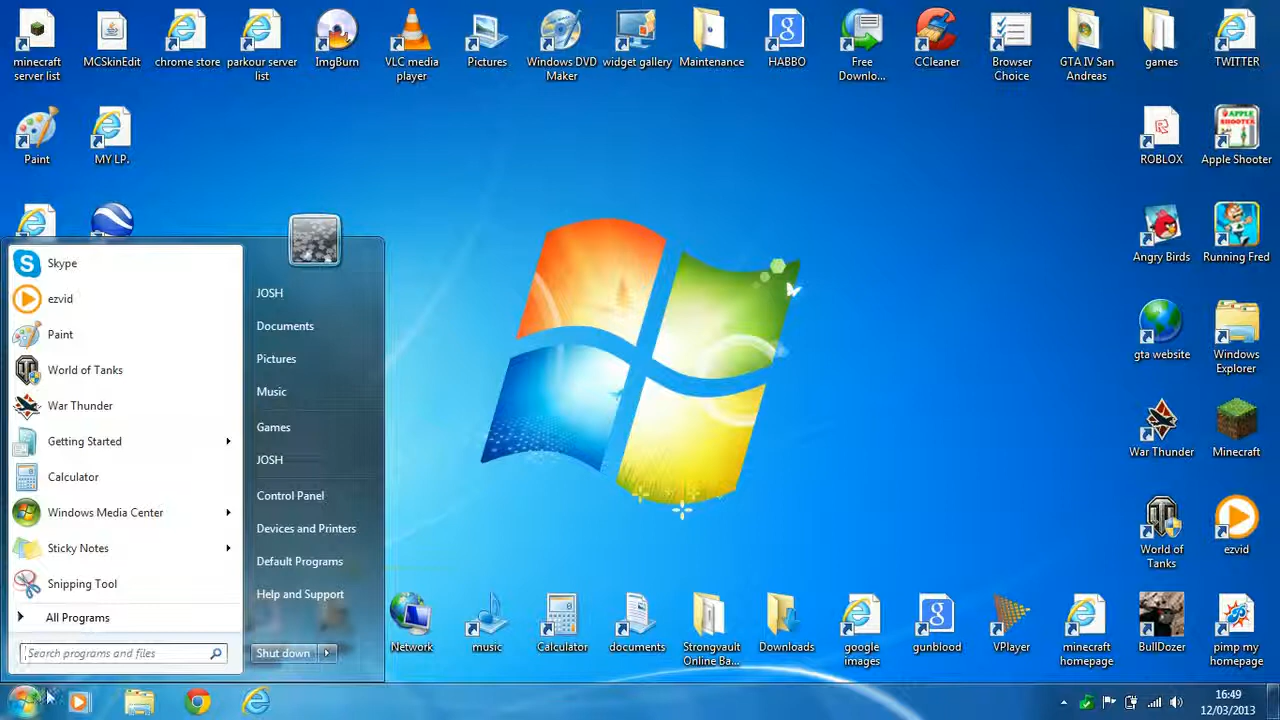 minecraft
server list
MCSkinEdit
chrome store
parkour server
list
ImgBurn
VLC media
player
Pictures
Windows DVD
Maker
widget gallery
Maintenance
HABBO
Free
Downlo...
CCleaner
Browser
Choice
GTA IV San
Andreas
games
TWITTER
Paint
MY LP.
ROBLOX
APPLE
SHOOTER
Apple Shooter
Angry Birds
Running Fred
gta website
Windows
Explorer
War Thunder
Minecraft
World of
Tanks
ezvid
Skype
ezvid
Paint
World of Tanks
War Thunder
Getting Started
Calculator
Windows Media Center
Sticky Notes
Snipping Tool
All Programs
Search programs and files
JOSH
Documents
Pictures
Music
Games
JOSH
Control Panel
Devices and Printers
Default Programs
Help and Support
Shut down
Network
music
Calculator
documents
Strongvault
Online Ba...
Downloads
google
images
gunblood
VPlayer
minecraft
homepage
BullDozer
pimp my
homepage
16:49
12/03/2013